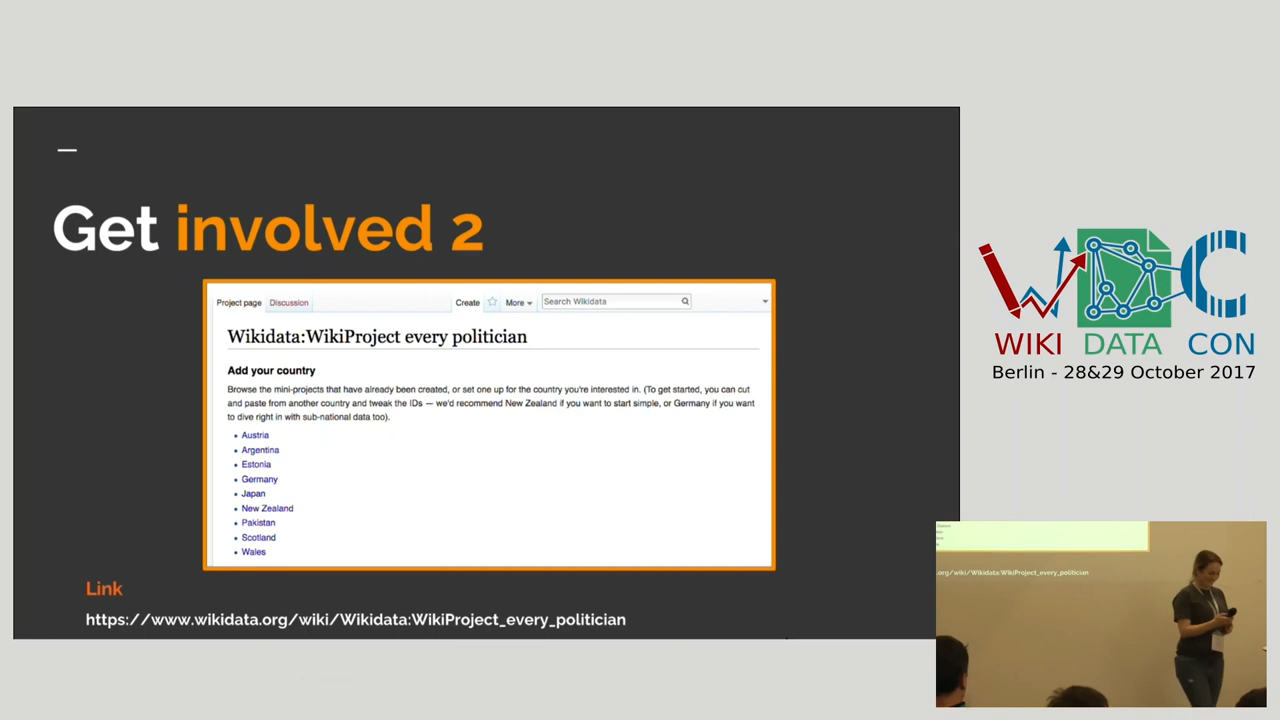 Get involved 2
Project page Discussion Create More Search Wikidata
Wikidata:WikiProject every politician
Add your country
Browse the mini-projects that have already been created, or set one up for the country you're interested in. (To get started, you can cut
and paste from another country and tweak the IDs — we'd recommend New Zealand if you want to start simple, or Germany if you want
to dive right in with sub-national data too).
Austria
Argentina
Estonia
Germany
Japan
New Zealand
Pakistan
Scotland
Wales
Link
https://www.wikidata.org/wiki/Wikidata:WikiProject_every_politician
WIKI DATA CON
Berlin - 28&29 October 2017
.org/wiki/Wikidata:WikiProject_every_politician